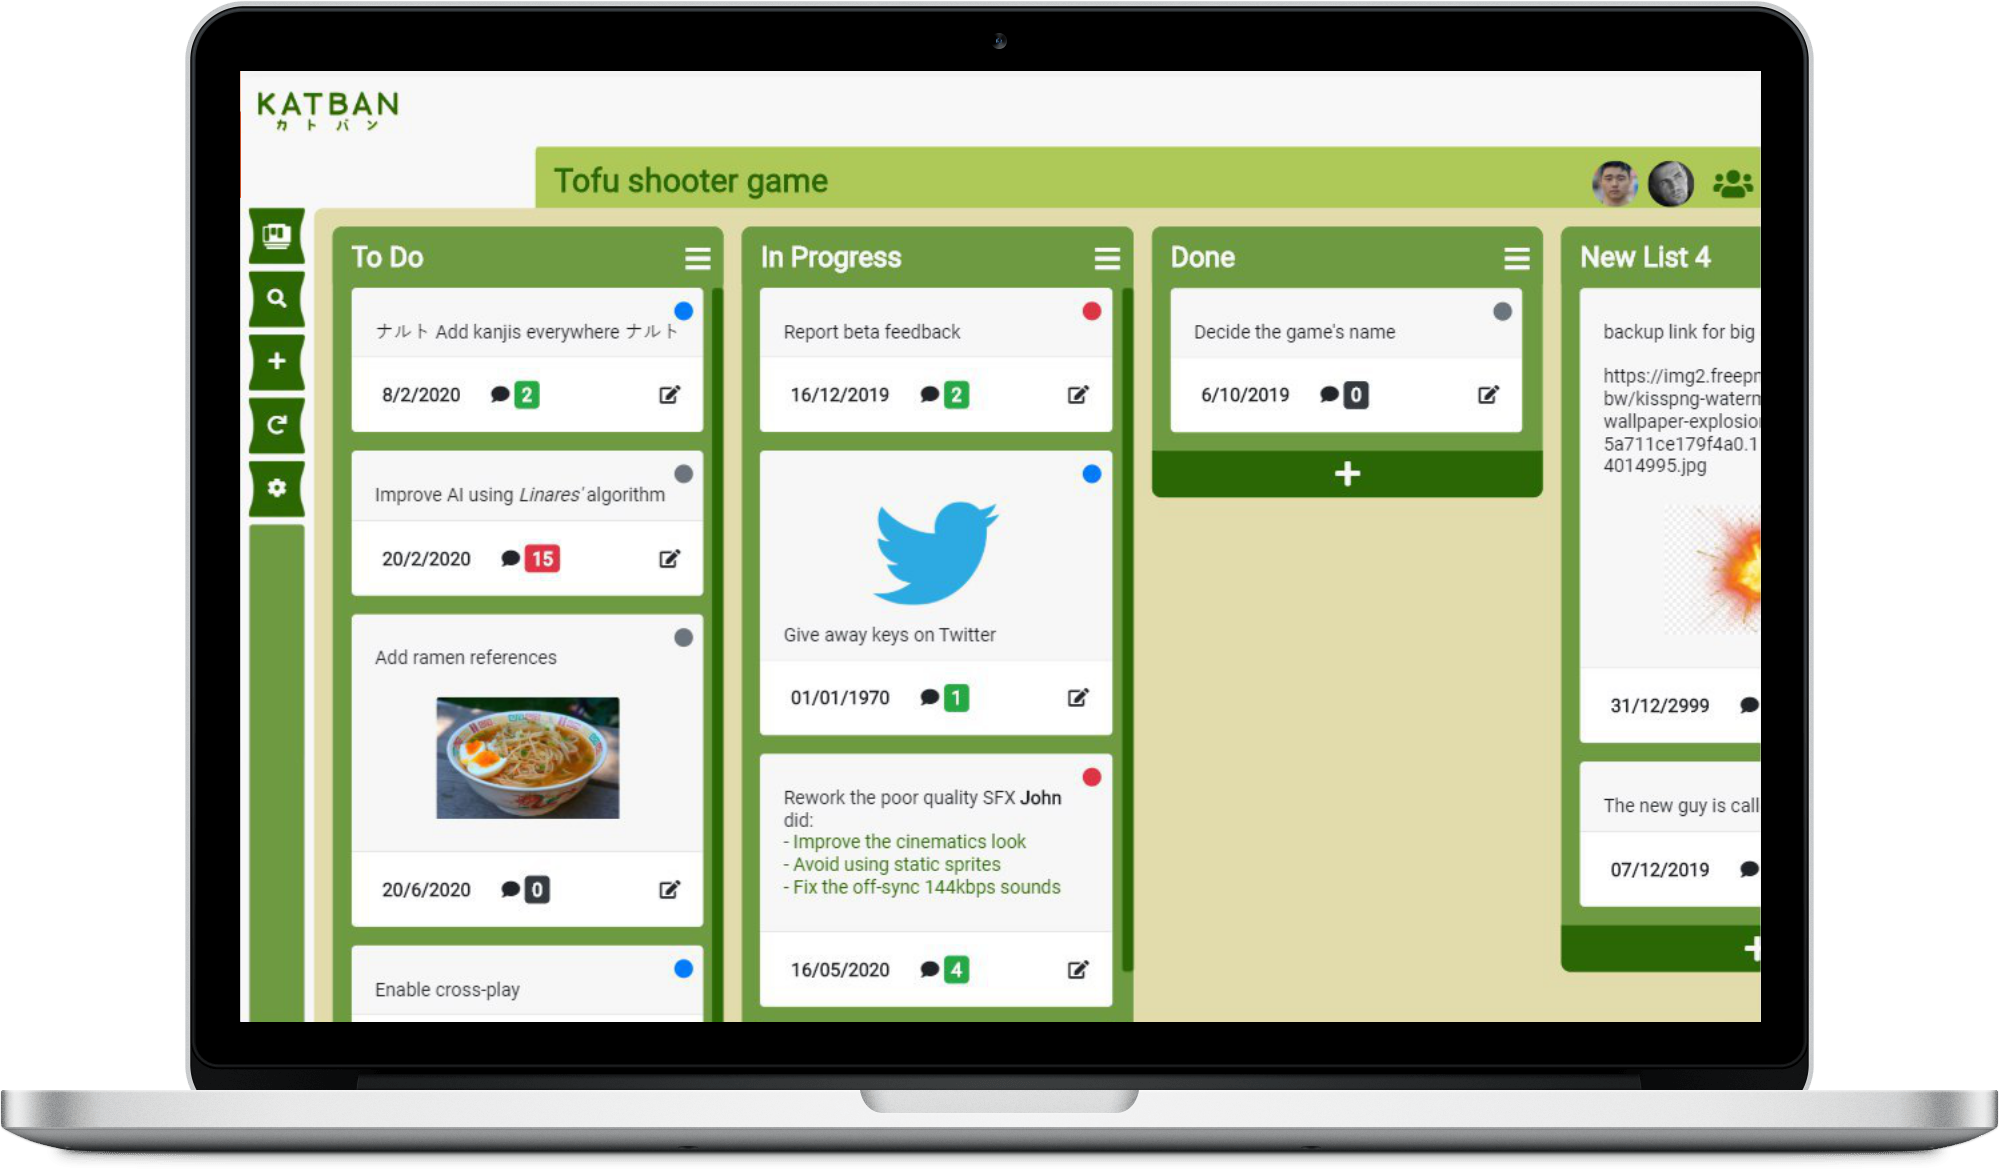 KATBAN
カトバン
Tofu shooter game
To Do
ナルト Add kanjis everywhere ナルト
8/2/2020 2
Improve AI using Linares' algorithm
20/2/2020 15
Add ramen references
20/6/2020 0
Enable cross-play
In Progress
Report beta feedback
16/12/2019 2
Give away keys on Twitter
01/01/1970 1
Rework the poor quality SFX John
did:
- Improve the cinematics look
- Avoid using static sprites
- Fix the off-sync 144kbps sounds
16/05/2020 4
Done
Decide the game's name
6/10/2019 0
New List 4
backup link for big
https://img2.freepr
bw/kisspng-watern
wallpaper-explosio
5a711ce179f4a0.1
4014995.jpg
31/12/2999
The new guy is call
07/12/2019